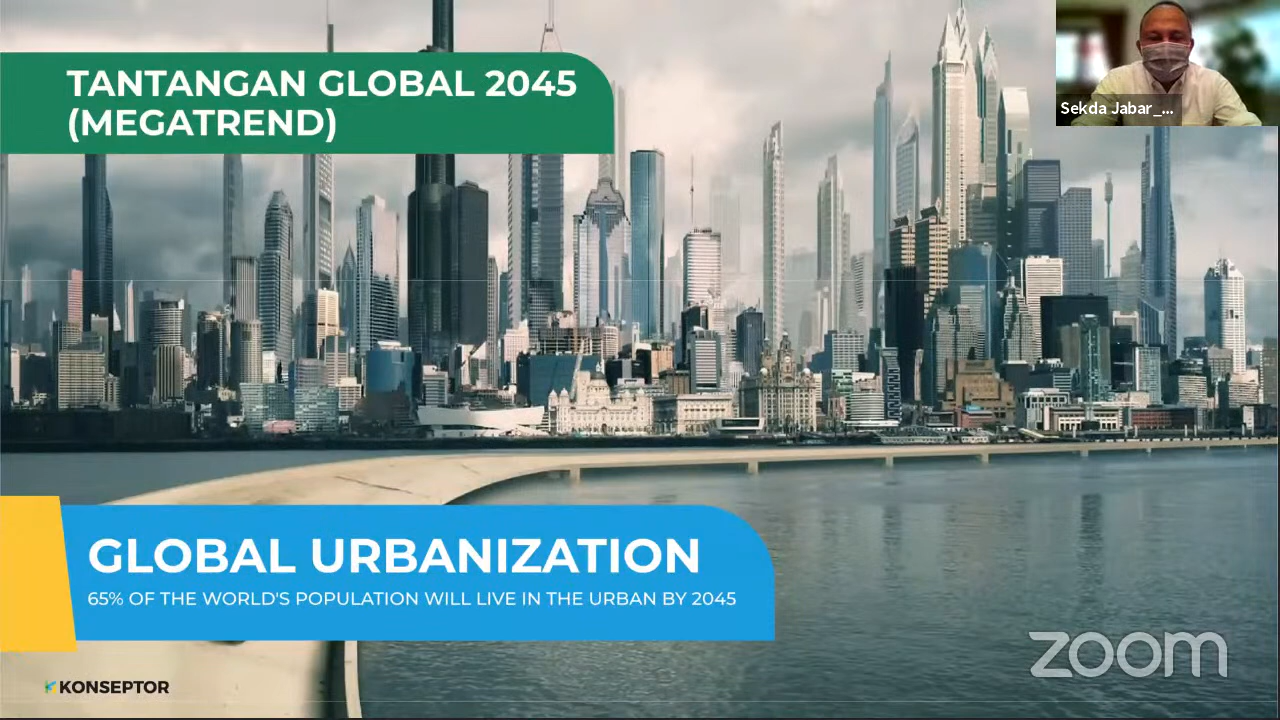 TANTANGAN GLOBAL 2045
(MEGATREND)
Sekda Jabar_...
GLOBAL URBANIZATION
65% OF THE WORLD'S POPULATION WILL LIVE IN THE URBAN BY 2045
KONSEPTOR
zoom